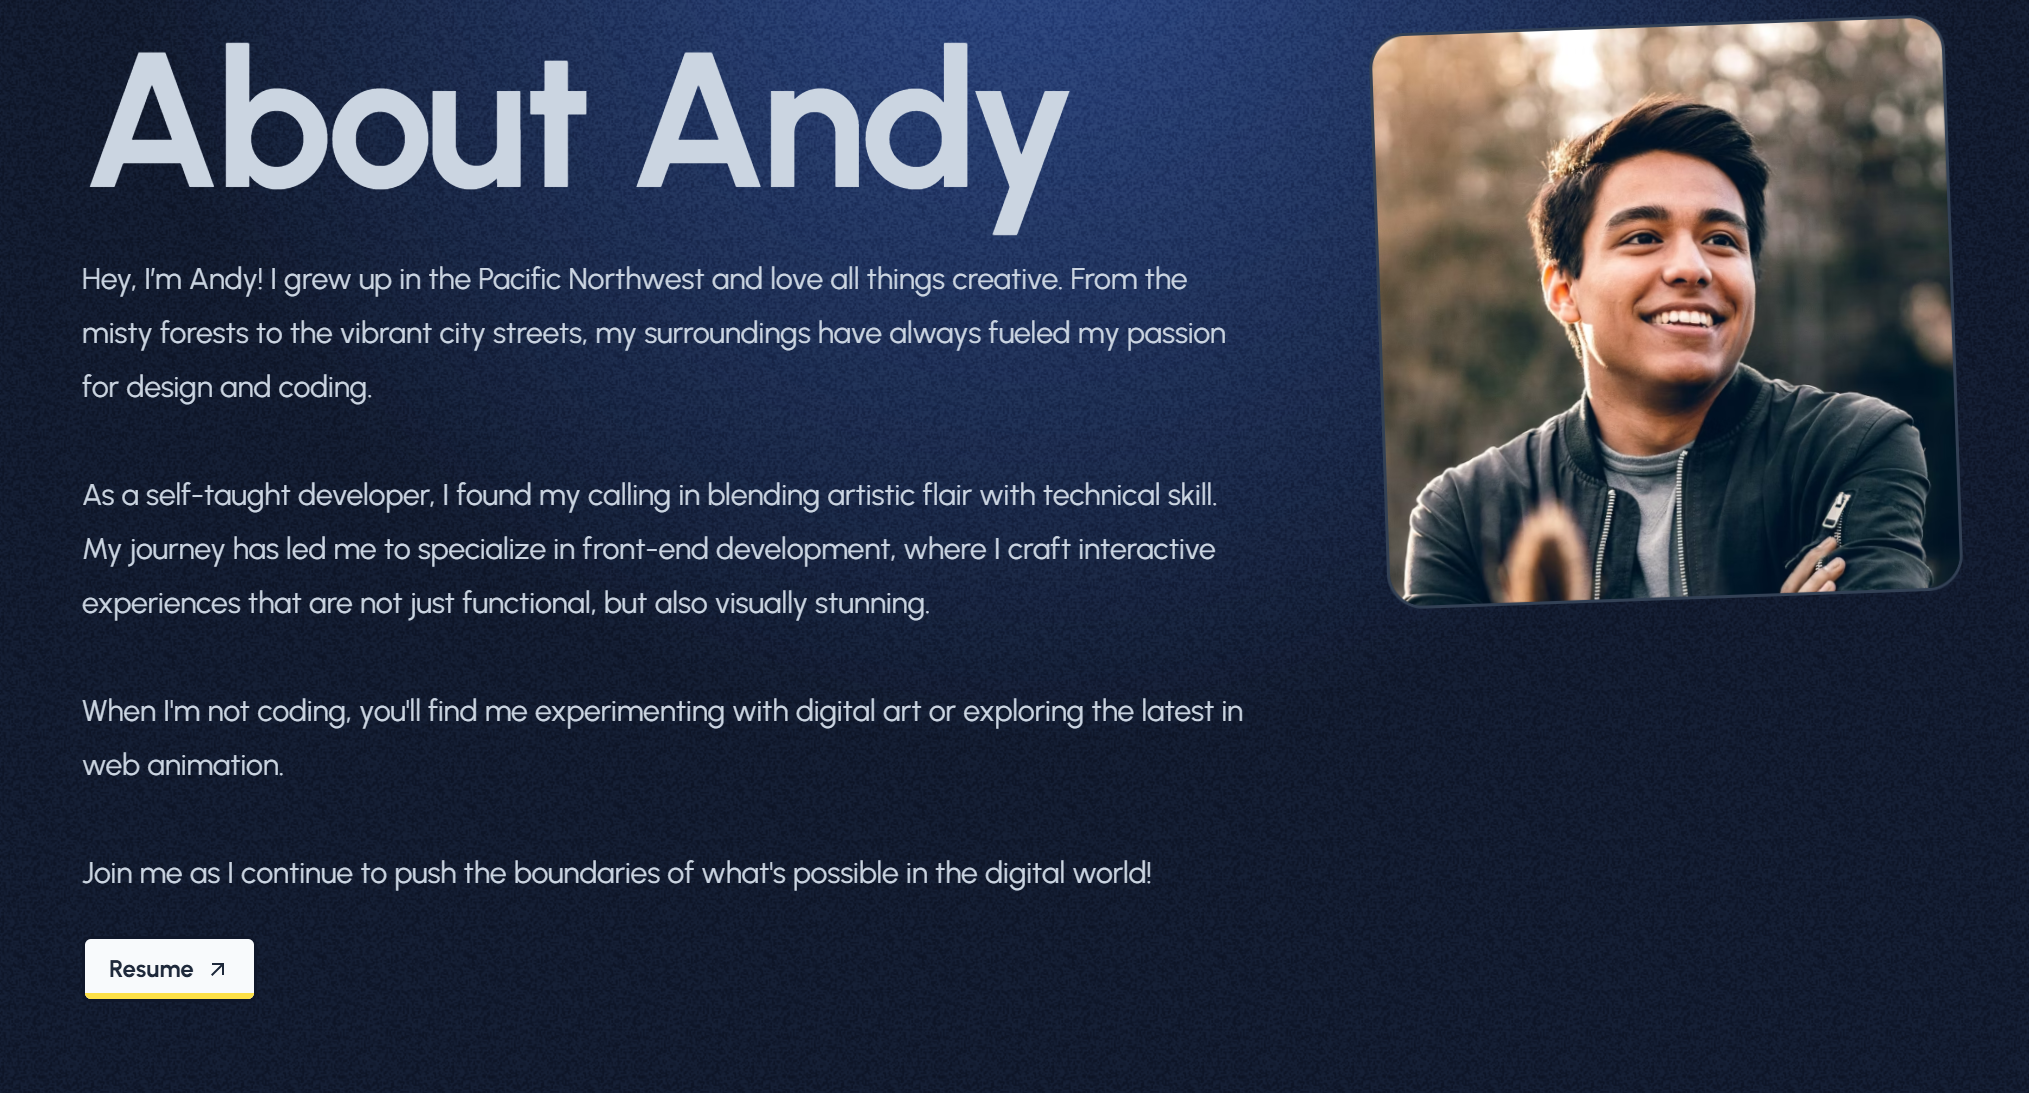 About Andy
Hey, I’m Andy! I grew up in the Pacific Northwest and love all things creative. From the
misty forests to the vibrant city streets, my surroundings have always fueled my passion
for design and coding.
As a self-taught developer, I found my calling in blending artistic flair with technical skill.
My journey has led me to specialize in front-end development, where I craft interactive
experiences that are not just functional, but also visually stunning.
When I'm not coding, you'll find me experimenting with digital art or exploring the latest in
web animation.
Join me as I continue to push the boundaries of what's possible in the digital world!
Resume